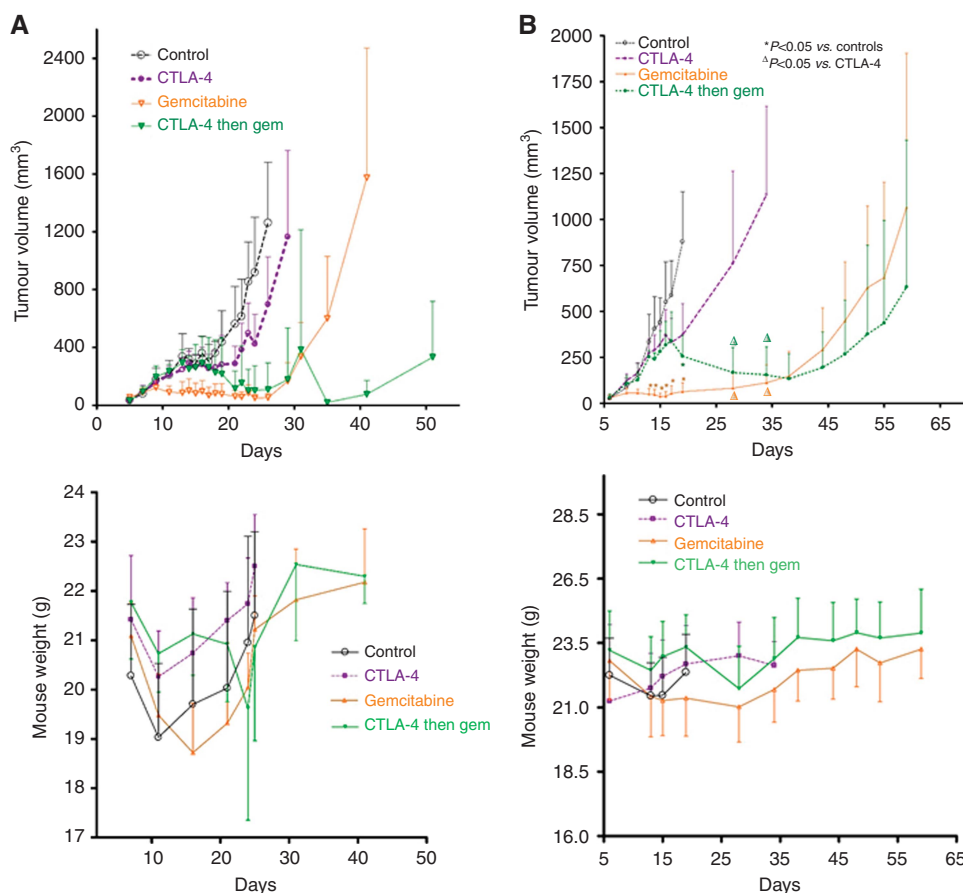 A
Tumour volume (mm³)
2400
1600
1200
800
400
0
Control
CTLA-4
Gemcitabine
CTLA-4 then gem
0 10 20 30 40 50
Days
B
Tumour volume (mm³)
2000
1750
1500
1250
1000
750
500
250
0
Control
CTLA-4
Gemcitabine
CTLA-4 then gem
*P<0.05 vs. controls
ΔP<0.05 vs. CTLA-4
5 15 25 35 45 55 65
Days
Mouse weight (g)
24
23
22
21
20
19
18
17
Control
CTLA-4
Gemcitabine
CTLA-4 then gem
10 20 30 40 50
Days
Mouse weight (g)
28.5
26.5
23.5
21.0
18.5
16.0
Control
CTLA-4
Gemcitabine
CTLA-4 then gem
5 15 25 35 45 55 65
Days